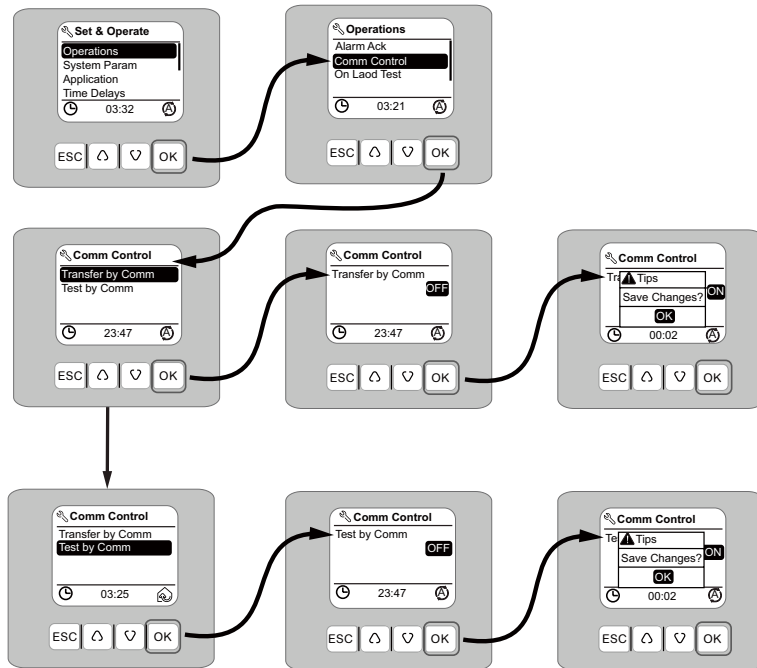 Set & Operate
Operations
System Param
Application
Time Delays
03:32
A
ESC
OK
Operations
Alarm Ack
Comm Control
On Laod Test
03:21
A
ESC
OK
Comm Control
Transfer by Comm
Test by Comm
23:47
A
ESC
OK
Comm Control
Transfer by Comm
OFF
23:47
A
ESC
OK
Comm Control
Tra
Tips
Save Changes?
ON
OK
00:02
A
ESC
OK
Comm Control
Transfer by Comm
Test by Comm
03:25
ESC
OK
Comm Control
Test by Comm
OFF
23:47
A
ESC
OK
Comm Control
Te
Tips
Save Changes?
ON
OK
00:02
A
ESC
OK